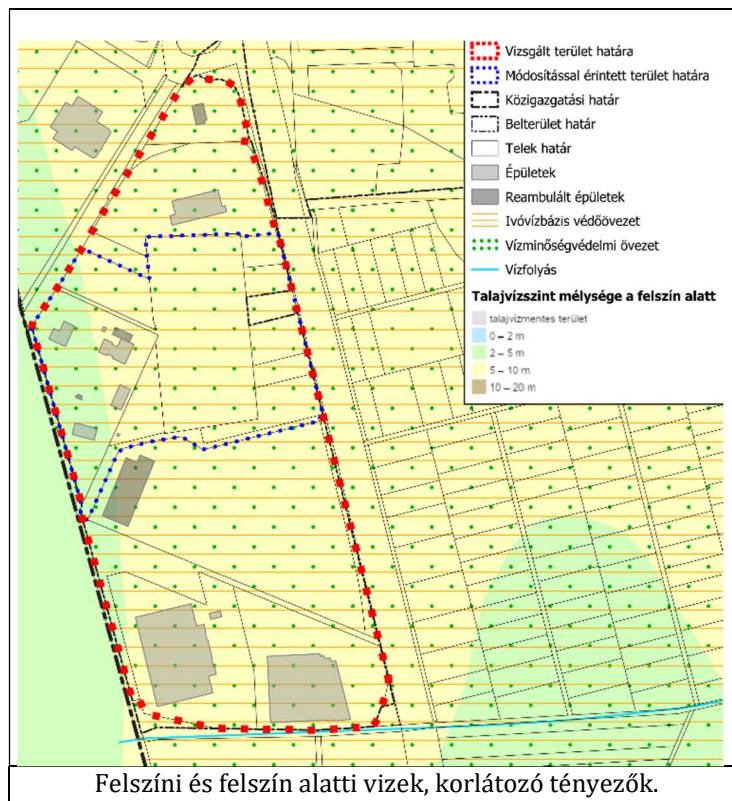 Vizsgált terület határa
Módosítással érintett terület határa
Közigazgatási határ
Belterület határ
Telek határ
Épületek
Reambulált épületek
Ivóvízbázis védőövezet
Vízminőségvédelmi övezet
Vízfolyás
Talajvízszint mélysége a felszín alatt
talajvízmentes terület
0 – 2 m
2 – 5 m
5 – 10 m
10 – 20 m
Felszíni és felszín alatti vizek, korlátozó tényezők.